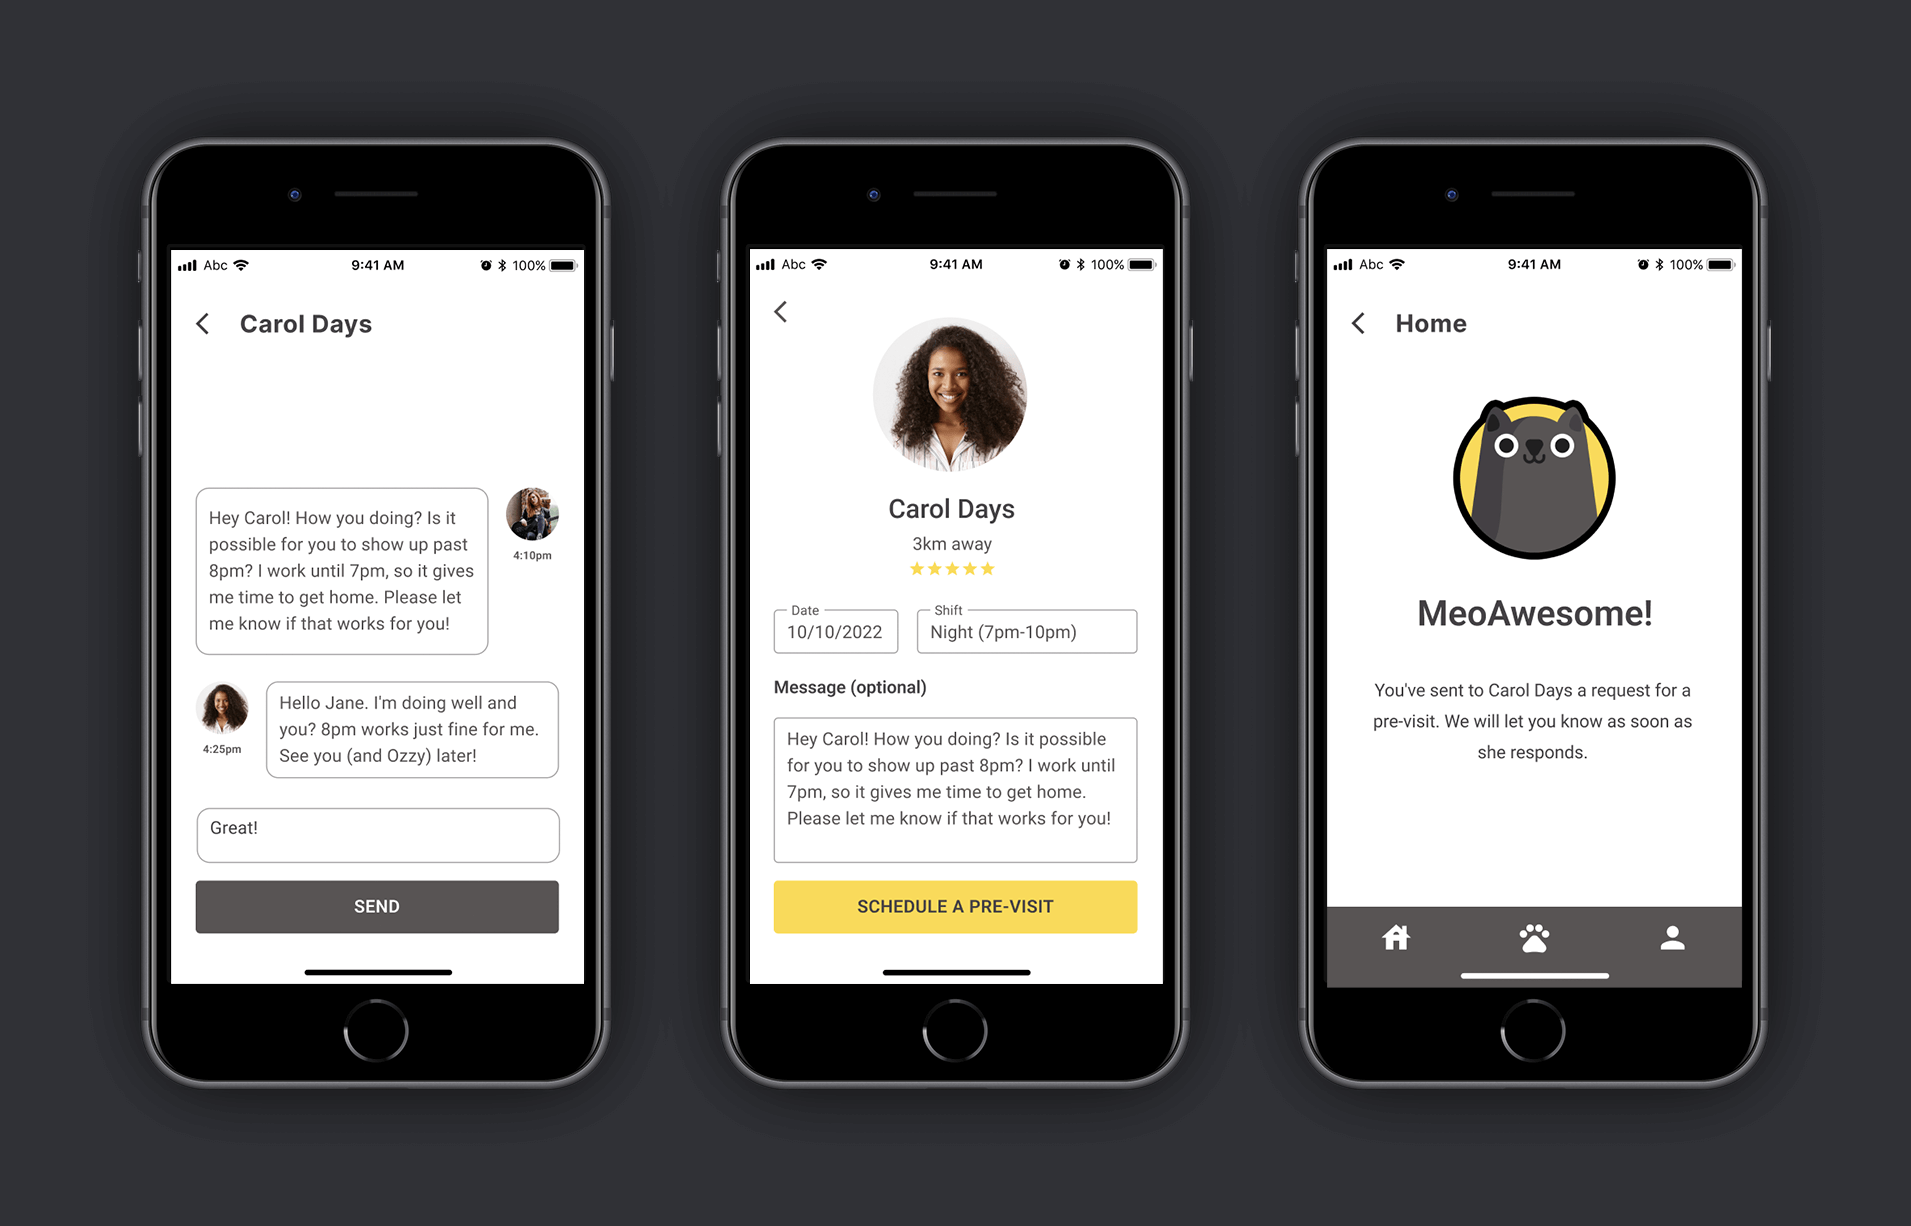 Abc
9:41 AM
100%
Carol Days
Hey Carol! How you doing? Is it
possible for you to show up past
8pm? I work until 7pm, so it gives
me time to get home. Please let
me know if that works for you!
4:10pm
Hello Jane. I'm doing well and
you? 8pm works just fine for me.
See you (and Ozzy) later!
4:25pm
Great!
SEND
Abc
9:41 AM
100%
Carol Days
3km away
Date
10/10/2022
Shift
Night (7pm-10pm)
Message (optional)
Hey Carol! How you doing? Is it possible
for you to show up past 8pm? I work until
7pm, so it gives me time to get home.
Please let me know if that works for you!
SCHEDULE A PRE-VISIT
Abc
9:41 AM
100%
Home
MeoAwesome!
You've sent to Carol Days a request for a
pre-visit. We will let you know as soon as
she responds.